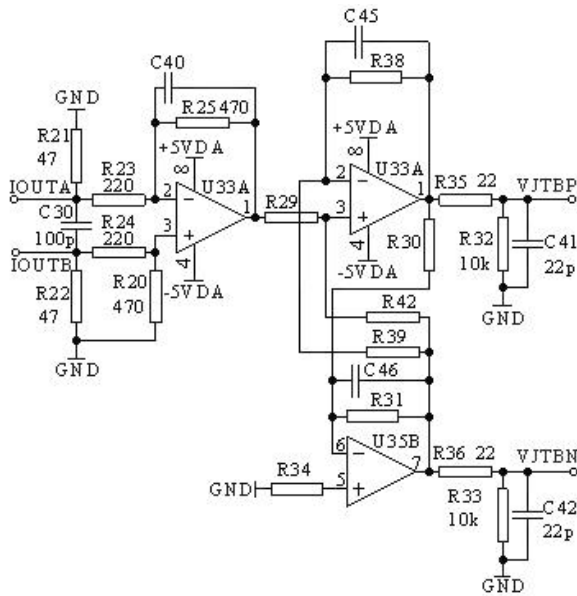 C45
C40
R38
GND
R25 470
+5VDA
+5VDA
R21
47
R23
220
8
U33A
8
U33A
IOUTA
2
−
1
R29
2
−
1
R35 22
VJTBP
C30
100p
R24
220
3
+
3
+
R30
R32
10k
C41
22p
IOUTB
4
-5VDA
4
-5VDA
R22
47
R20
470
GND
R42
GND
R39
C46
R31
U35B
6
−
7
R36 22
VJTBN
GND
R34
5
+
R33
10k
C42
22p
GND